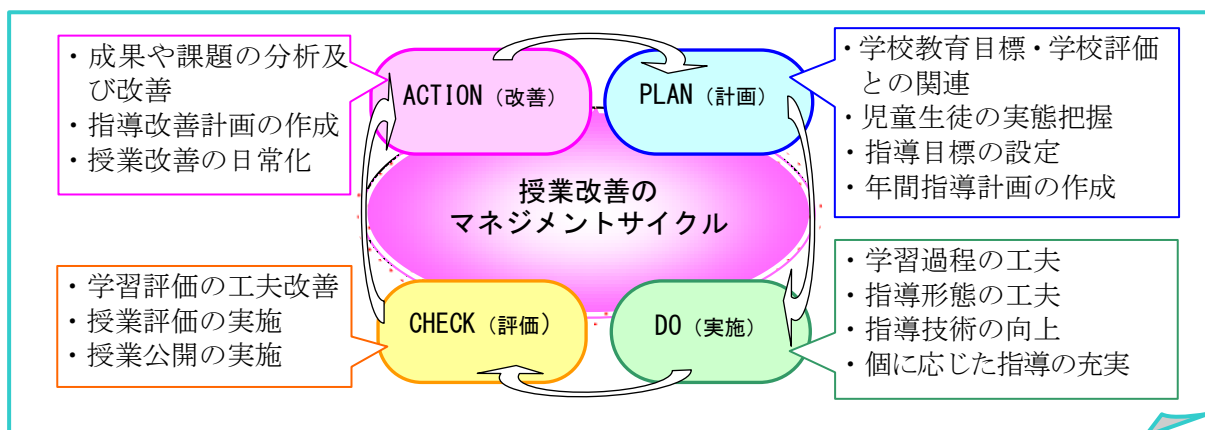 ・成果や課題の分析及
び改善
・指導改善計画の作成
・授業改善の日常化
ACTION（改善）
PLAN（計画）
・学校教育目標・学校評価
との関連
・児童生徒の実態把握
・指導目標の設定
・年間指導計画の作成
授業改善の
マネジメントサイクル
・学習評価の工夫改善
・授業評価の実施
・授業公開の実施
CHECK（評価）
DO（実施）
・学習過程の工夫
・指導形態の工夫
・指導技術の向上
・個に応じた指導の充実